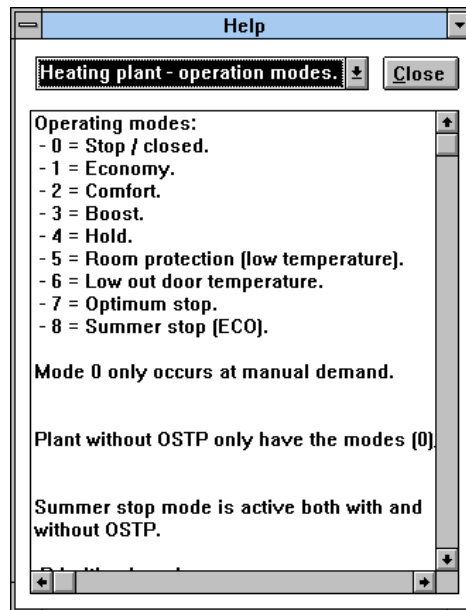 Help
Heating plant - operation modes.
Close
Operating modes:
- 0 = Stop / closed.
- 1 = Economy.
- 2 = Comfort.
- 3 = Boost.
- 4 = Hold.
- 5 = Room protection (low temperature).
- 6 = Low out door temperature.
- 7 = Optimum stop.
- 8 = Summer stop (ECO).
Mode 0 only occurs at manual demand.
Plant without OSTP only have the modes (0)
Summer stop mode is active both with and
without OSTP.